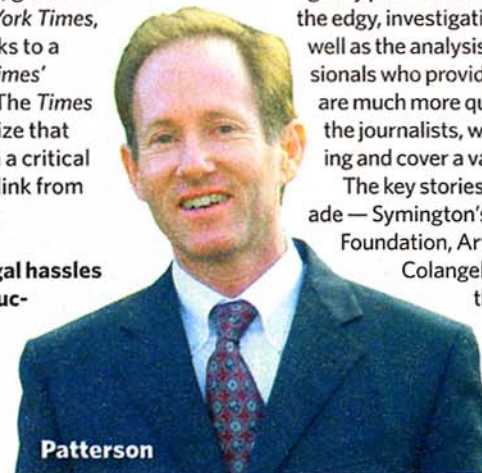 ork Times,
ks to a
imes'
The Times
ize that
a critical
link from
gal hassles
uc-
the edgy, investigati
well as the analysis
sionals who provid
are much more qu
the journalists, w
ing and cover a va
The key stories
ade — Symington's
Foundation, Ar
Colangel
Patterson